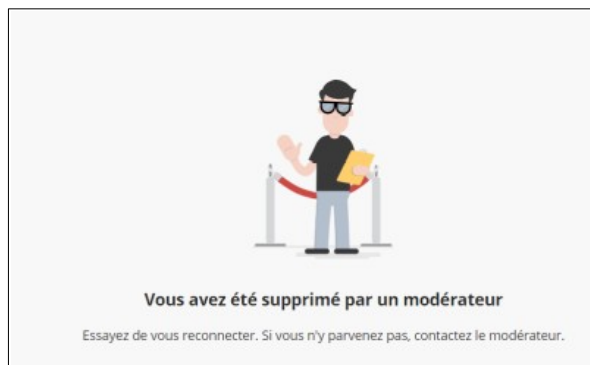 Vous avez été supprimé par un modérateur
Essayez de vous reconnecter. Si vous n'y parvenez pas, contactez le modérateur.